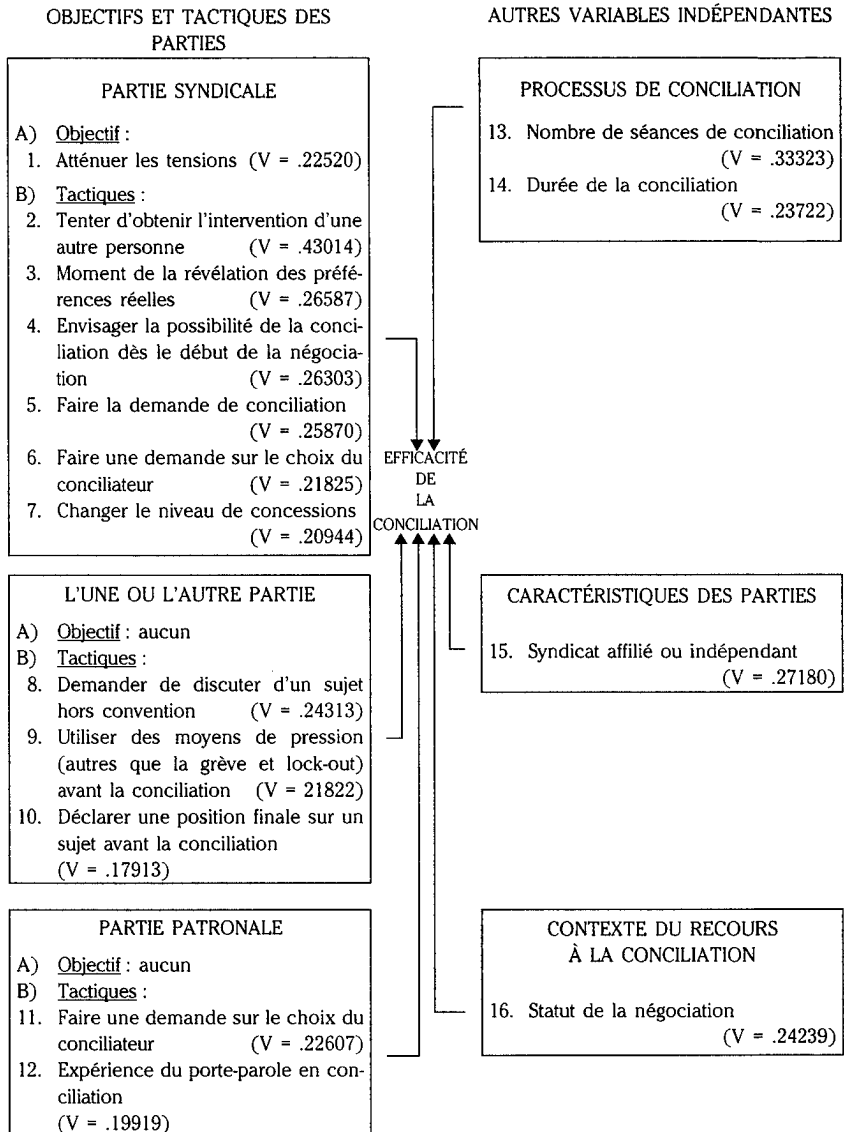 OBJECTIFS ET TACTIQUES DES
PARTIES
PARTIE SYNDICALE
A) Objectif :
1. Atténuer les tensions (V = .22520)
B) Tactiques :
2. Tenter d'obtenir l'intervention d'une
autre personne (V = .43014)
3. Moment de la révélation des préfé-
rences réelles (V = .26587)
4. Envisager la possibilité de la conci-
liation dès le début de la négocia-
tion (V = .26303)
5. Faire la demande de conciliation
(V = .25870)
6. Faire une demande sur le choix du
conciliateur (V = .21825)
7. Changer le niveau de concessions
(V = .20944)
L'UNE OU L'AUTRE PARTIE
A) Objectif : aucun
B) Tactiques :
8. Demander de discuter d'un sujet
hors convention (V = .24313)
9. Utiliser des moyens de pression
(autres que la grève et lock-out)
avant la conciliation (V = 21822)
10. Déclarer une position finale sur un
sujet avant la conciliation
(V = .17913)
PARTIE PATRONALE
A) Objectif : aucun
B) Tactiques :
11. Faire une demande sur le choix du
conciliateur (V = .22607)
12. Expérience du porte-parole en con-
ciliation
(V = .19919)
EFFICACITÉ
DE
LA
CONCILIATION
AUTRES VARIABLES INDÉPENDANTES
PROCESSUS DE CONCILIATION
13. Nombre de séances de conciliation
(V = .33323)
14. Durée de la conciliation
(V = .23722)
CARACTÉRISTIQUES DES PARTIES
15. Syndicat affilié ou indépendant
(V = .27180)
CONTEXTE DU RECOURS
À LA CONCILIATION
16. Statut de la négociation
(V = .24239)